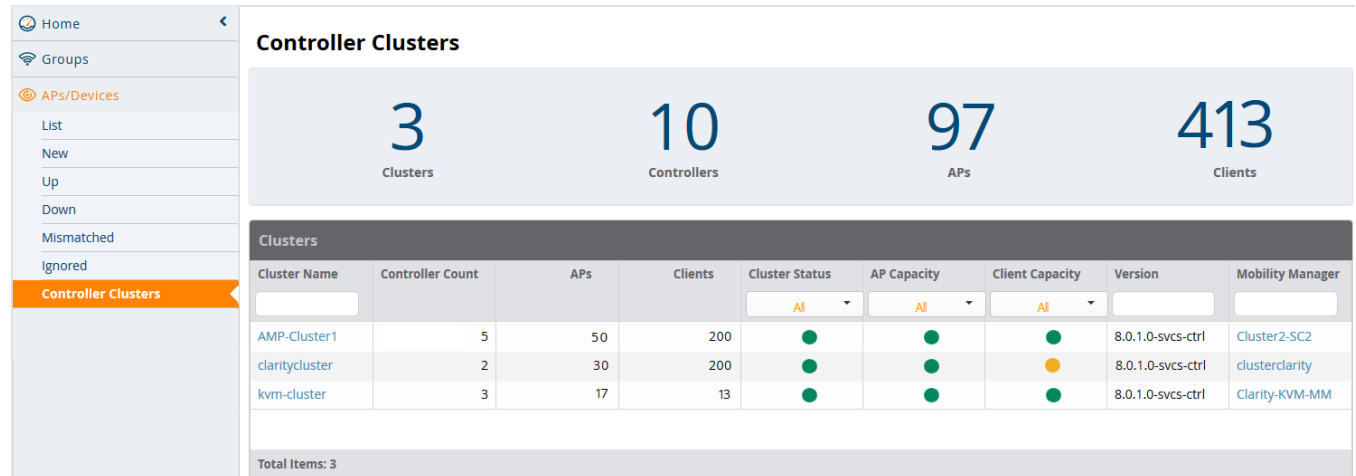 Home
Groups
APs/Devices
List
New
Up
Down
Mismatched
Ignored
Controller Clusters
Controller Clusters
3 10 97 413
Clusters Controllers APs Clients
Clusters
Cluster Name Controller Count APs Clients Cluster Status AP Capacity Client Capacity Version Mobility Manager
All All All
AMP-Cluster1 5 50 200 8.0.1.0-svcs-ctrl Cluster2-SC2
claritycluster 2 30 200 8.0.1.0-svcs-ctrl clusterclarity
kvm-cluster 3 17 13 8.0.1.0-svcs-ctrl Clarity-KVM-MM
Total Items: 3